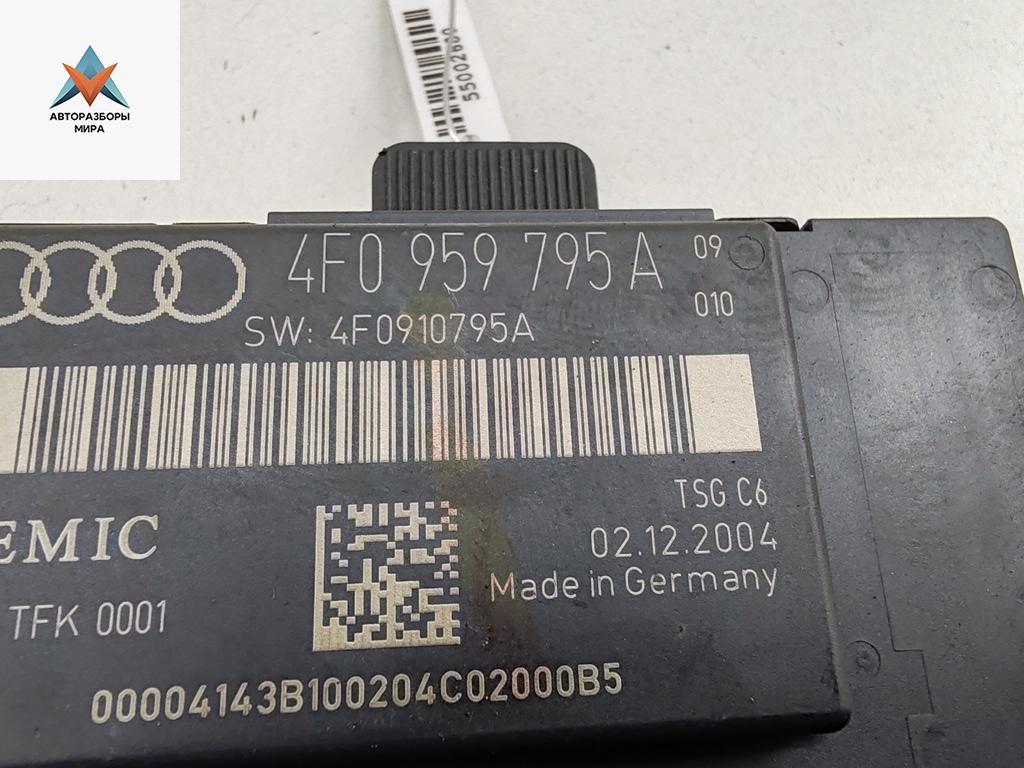 АВТОРАЗБОРЫ
МИРА
55002600
4F0 959 795 A 09
010
SW: 4F0910795A
TSG C6
EMIC
02.12.2004
Made in Germany
TFK 0001
00004143B100204C02000B5